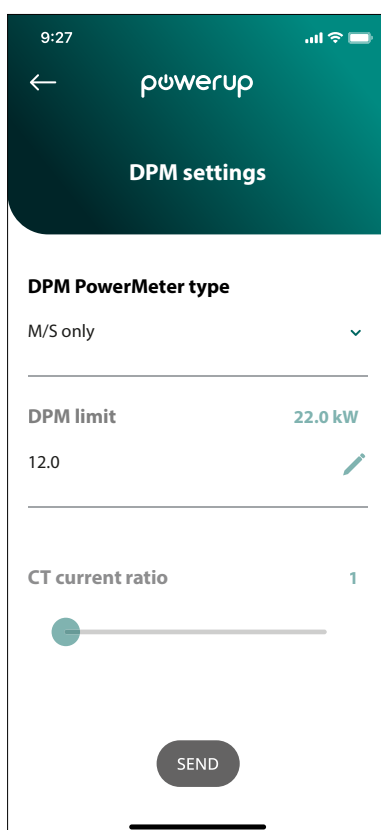 9:27
powerup
DPM settings
DPM PowerMeter type
M/S only
DPM limit 22.0 kW
12.0
CT current ratio 1
SEND